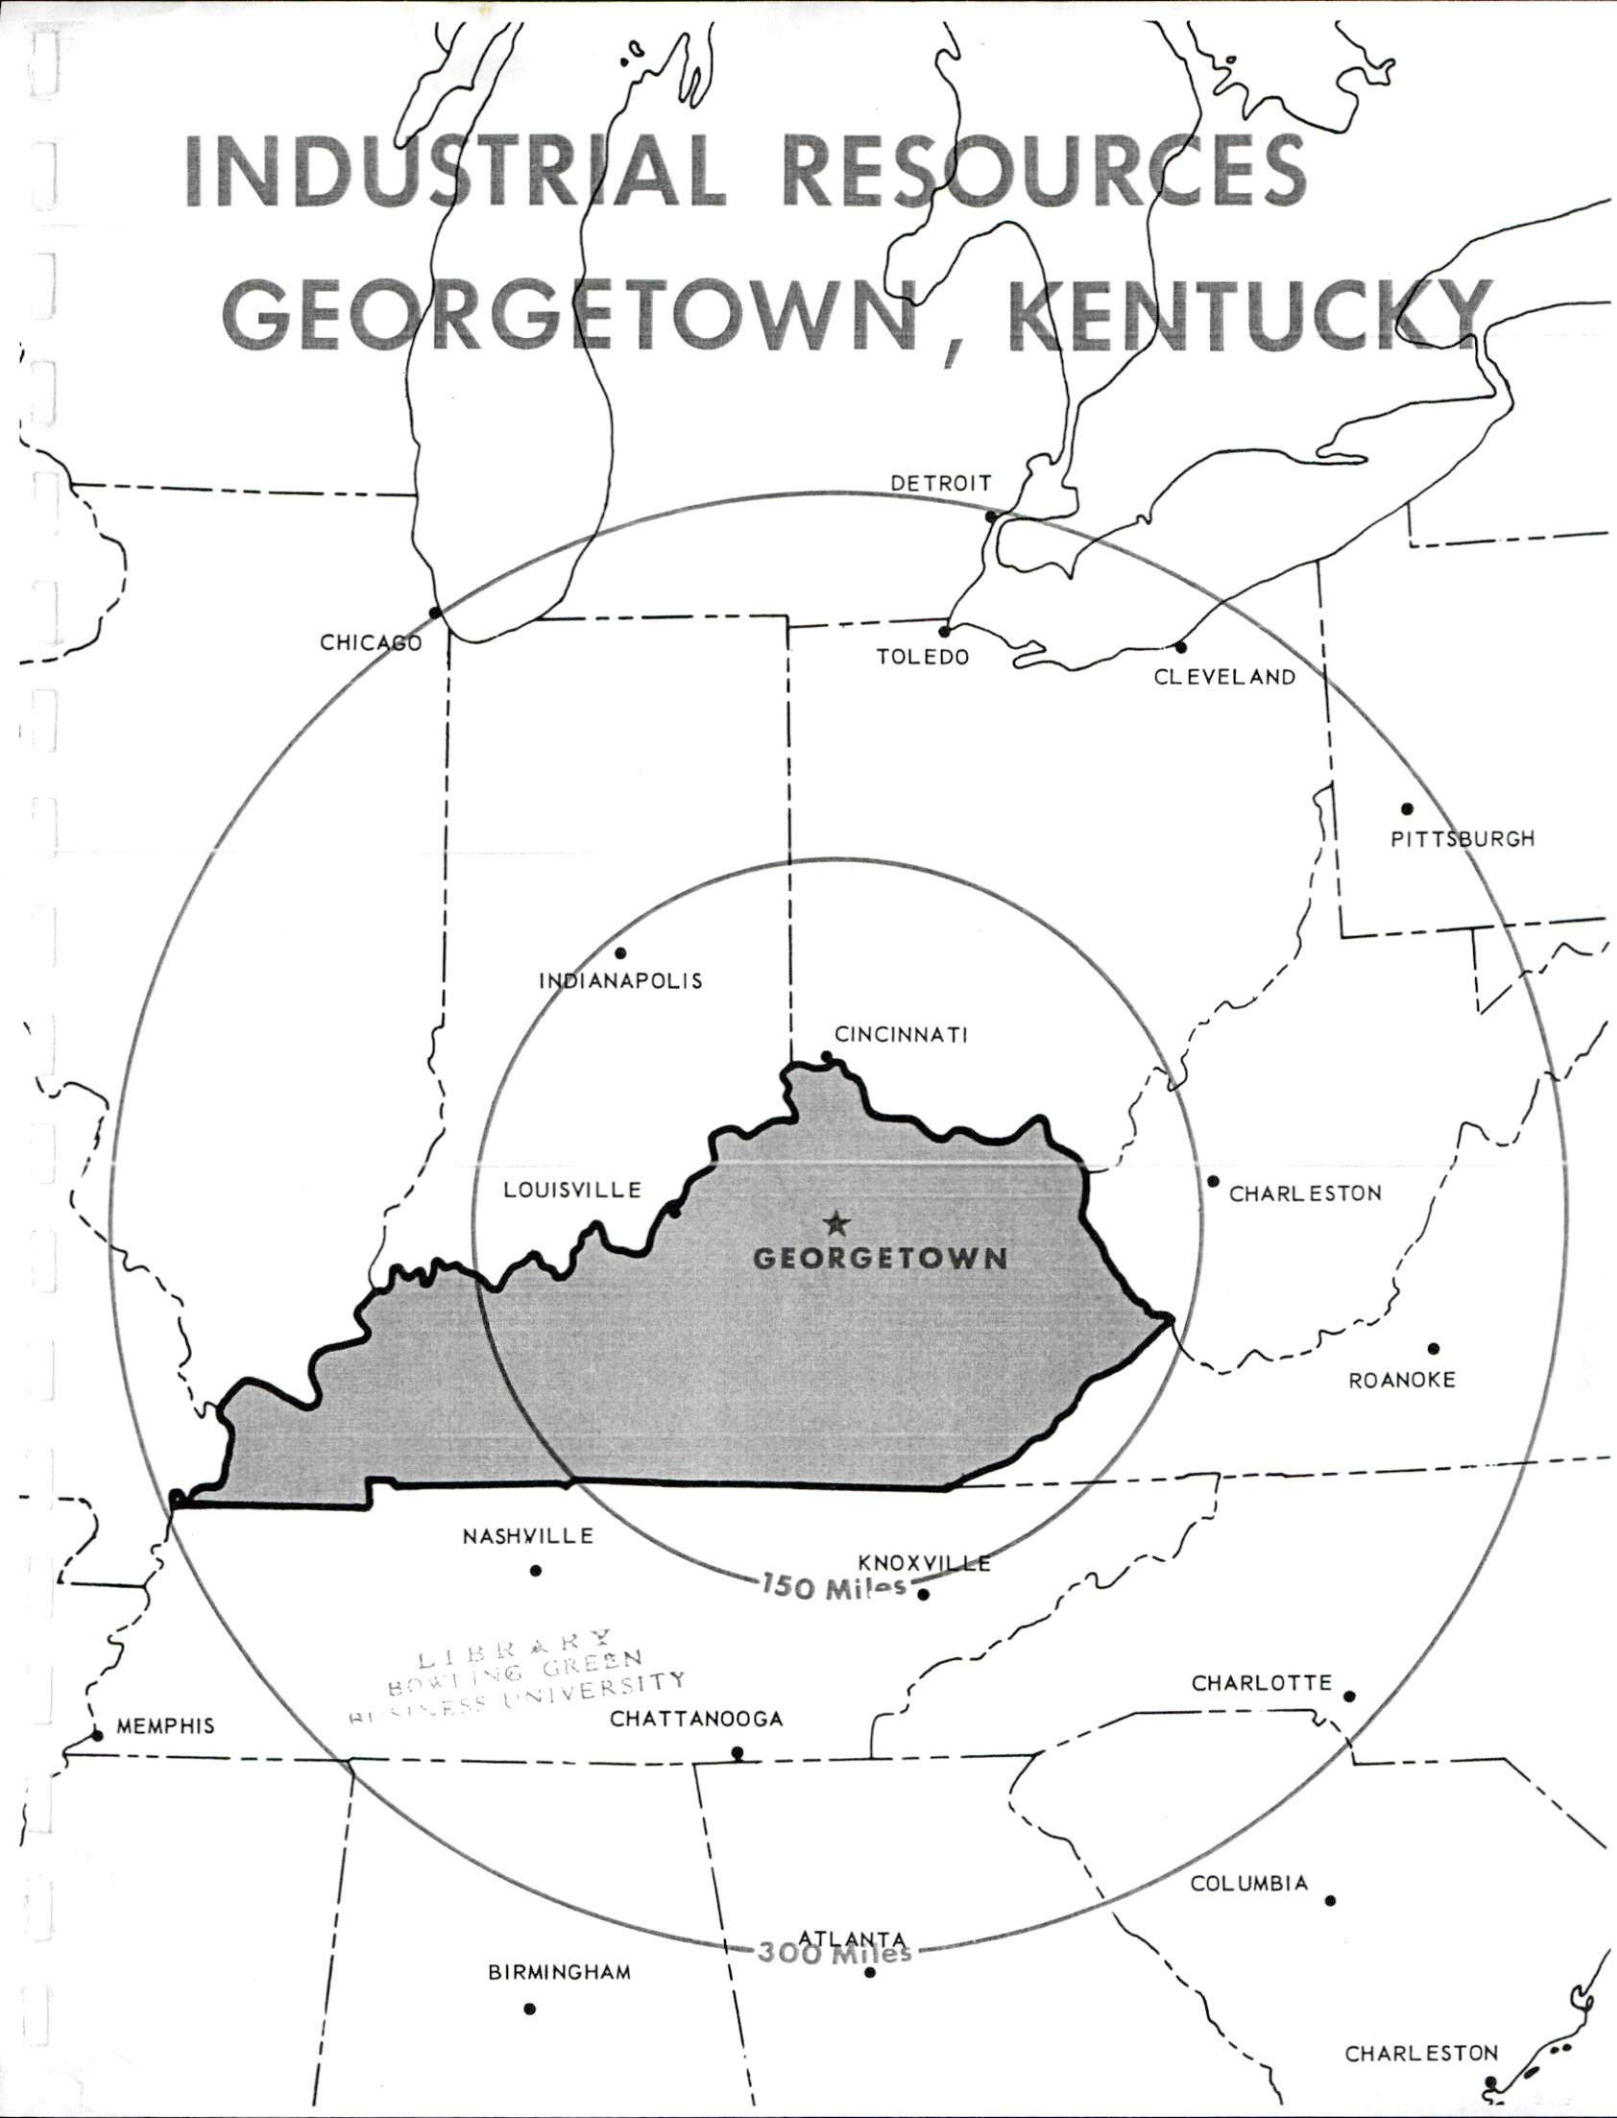 INDUSTRIAL RESOURCES
GEORGETOWN, KENTUCKY
DETROIT
CHICAGO
TOLEDO
CLEVELAND
PITTSBURGH
INDIANAPOLIS
CINCINNATI
LOUISVILLE
CHARLESTON
GEORGETOWN
ROANOKE
NASHVILLE
KNOXVILLE
150 Miles
LIBRARY
BOWLING GREEN
BUSINESS UNIVERSITY
CHARLOTTE
CHATTANOOGA
MEMPHIS
COLUMBIA
ATLANTA
300 Miles
BIRMINGHAM
CHARLESTON